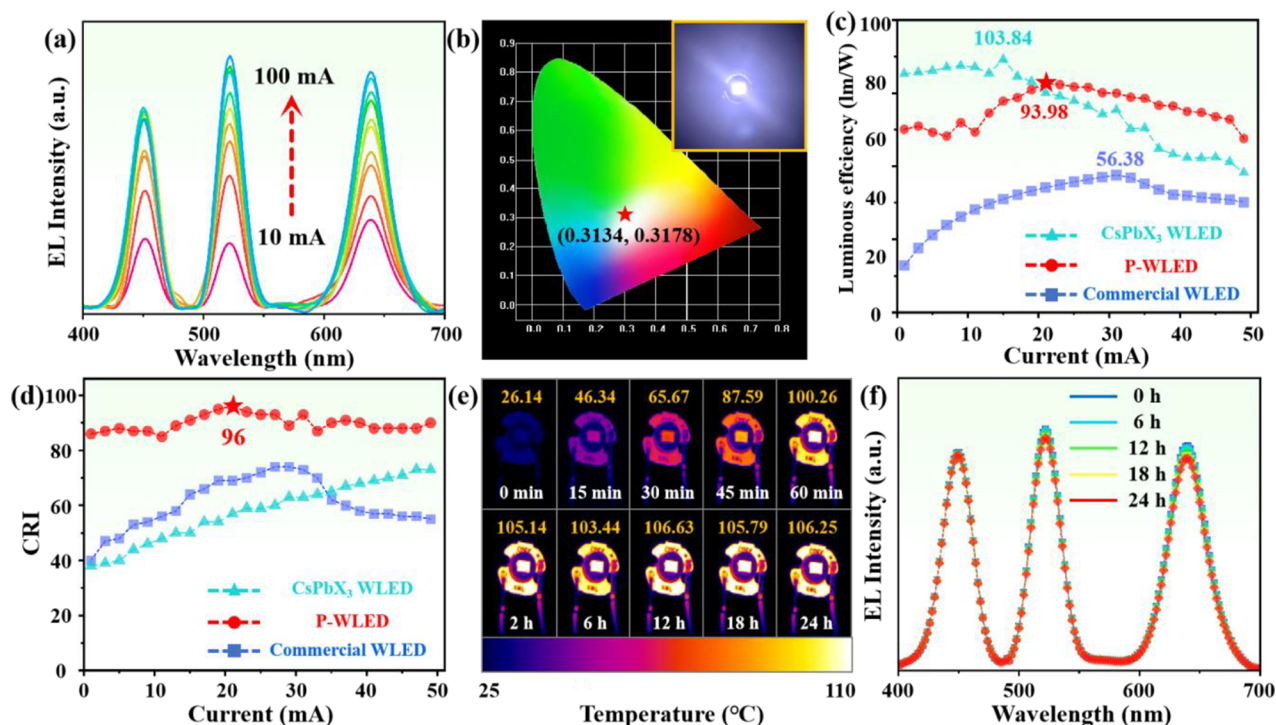 (a)
EL Intensity (a.u.)
100 mA
10 mA
400 500 600 700
Wavelength (nm)
(b)
0.9
0.8
0.7
0.6
0.5
0.4
0.3
0.2
0.1
0.0
(0.3134, 0.3178)
0.0 0.1 0.2 0.3 0.4 0.5 0.6 0.7 0.8
(c)
Luminous effciency (lm/W)
100
80
60
40
20
0
103.84
93.98
56.38
CsPbX₃ WLED
P-WLED
Commercial WLED
0 10 20 30 40 50
Current (mA)
(d)
CRI
100
80
60
40
20
0
96
CsPbX₃ WLED
P-WLED
Commercial WLED
0 10 20 30 40 50
Current (mA)
(e)
26.14 46.34 65.67 87.59 100.26
0 min 15 min 30 min 45 min 60 min
105.14 103.44 106.63 105.79 106.25
2 h 6 h 12 h 18 h 24 h
25 110
Temperature (°C)
(f)
EL Intensity (a.u.)
0 h
6 h
12 h
18 h
24 h
400 500 600 700
Wavelength (nm)